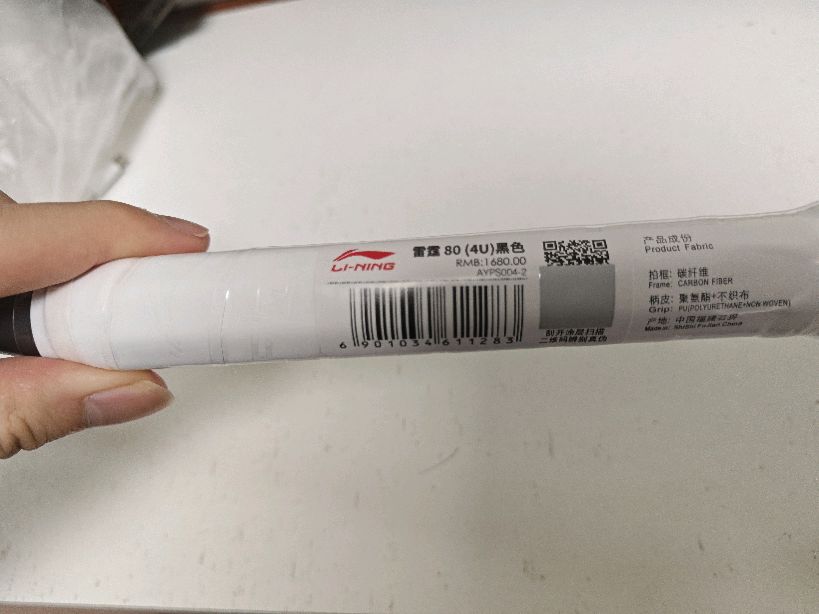 LI-NING
雷霆 80 (4U)黑色
RMB:1680.00
AYPS004-2
6 901034 611283
刮开涂层扫描
二维码辨别真伪
产品成份
Product Fabric
拍框: 碳纤维
Frame: CARBON FIBER
柄皮: 聚氨酯+不织布
Grip: PU(POLYURETHANE+NON WOVEN)
产地: 中国福建石狮
Made in: ShiShi FuJian China